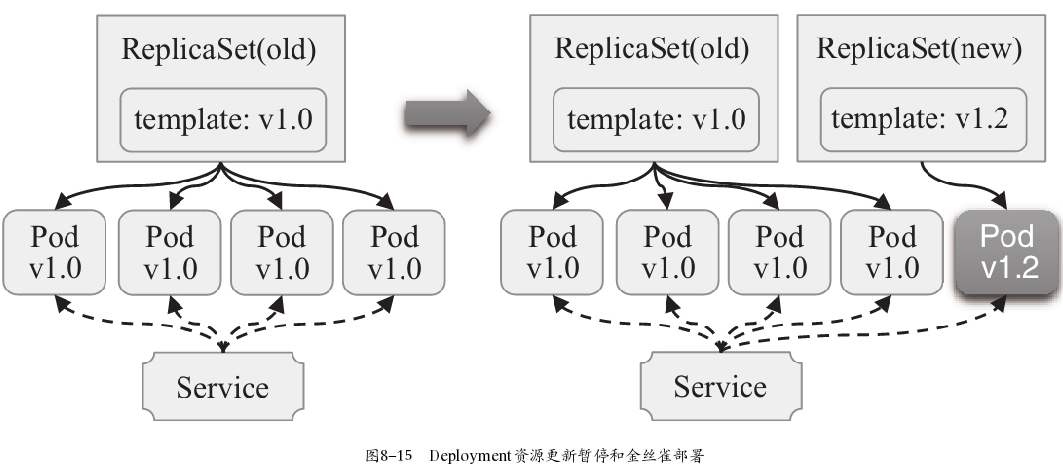 ReplicaSet(old)
template: v1.0
Pod
v1.0
Pod
v1.0
Pod
v1.0
Pod
v1.0
Service
ReplicaSet(old)
template: v1.0
ReplicaSet(new)
template: v1.2
Pod
v1.0
Pod
v1.0
Pod
v1.0
Pod
v1.0
Pod
v1.2
Service
图8-15 Deployment资源更新暂停和金丝雀部署